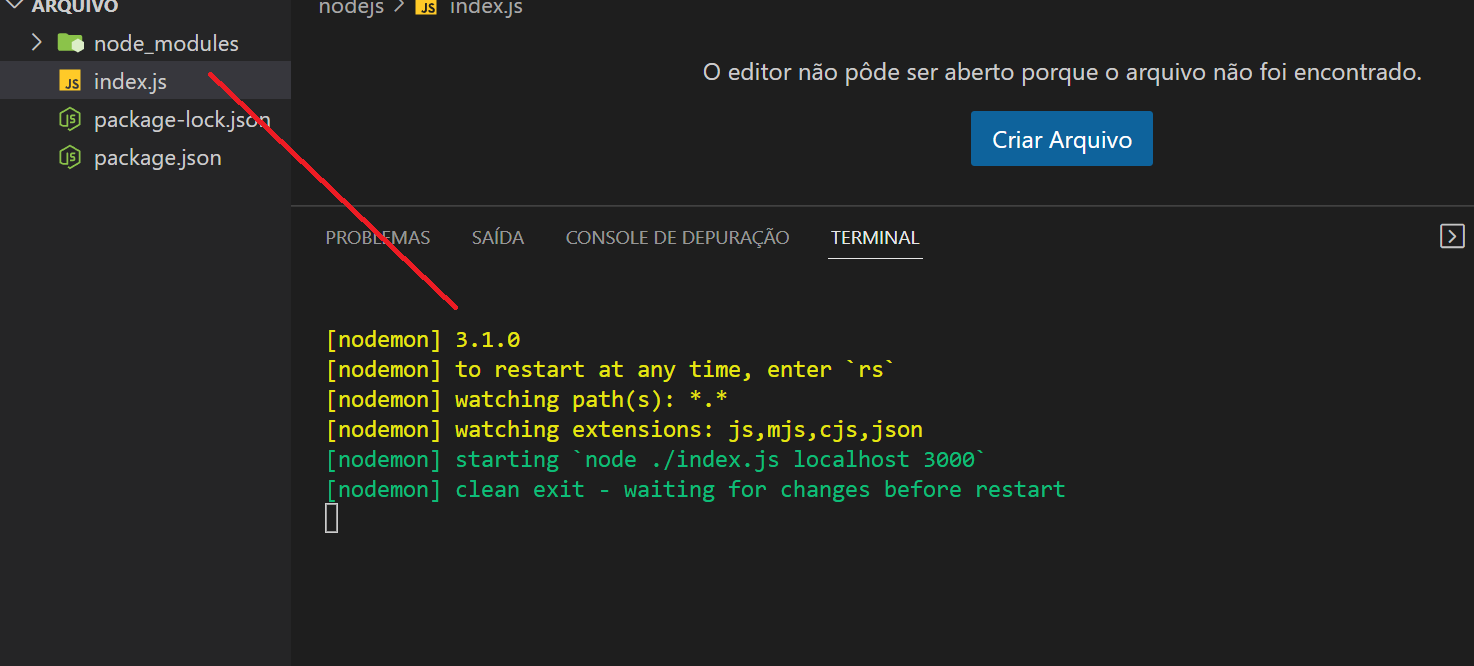 ARQUIVO
node_modules
JS index.js
package-lock.json
package.json
nodejs > JS index.js
O editor não pôde ser aberto porque o arquivo não foi encontrado.
Criar Arquivo
PROBLEMAS SAÍDA CONSOLE DE DEPURAÇÃO TERMINAL
[nodemon] 3.1.0
[nodemon] to restart at any time, enter `rs`
[nodemon] watching path(s): *.*
[nodemon] watching extensions: js,mjs,cjs,json
[nodemon] starting `node ./index.js localhost 3000`
[nodemon] clean exit - waiting for changes before restart